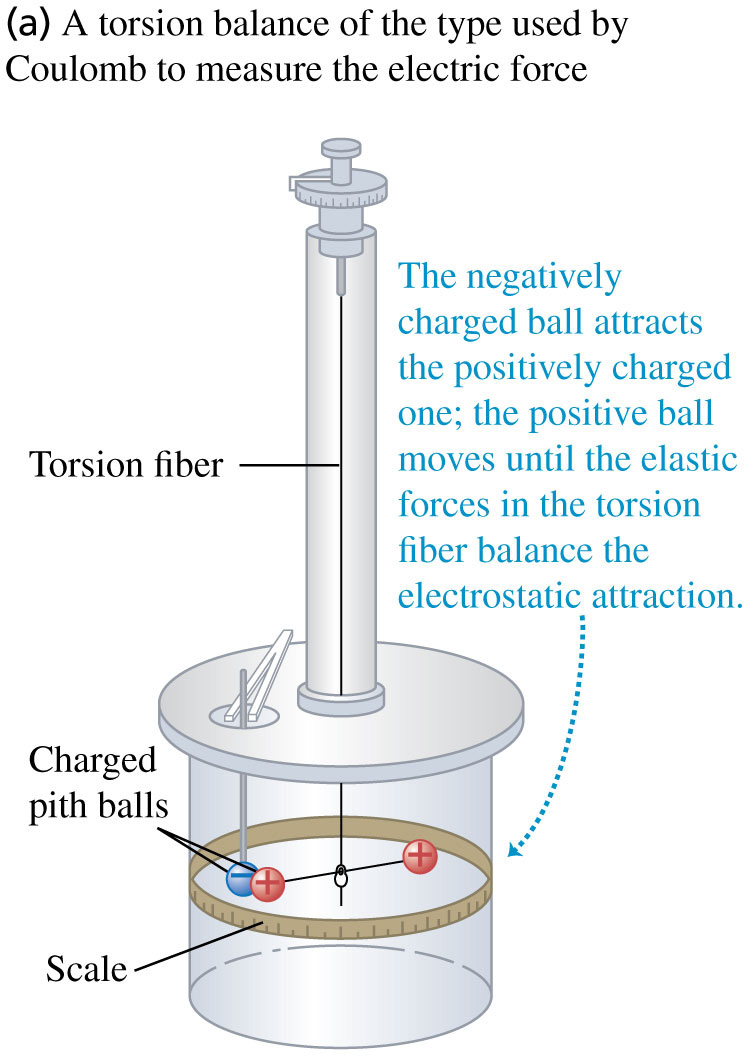 (a) A torsion balance of the type used by
Coulomb to measure the electric force
The negatively
charged ball attracts
the positively charged
one; the positive ball
moves until the elastic
forces in the torsion
fiber balance the
electrostatic attraction.
Torsion fiber
Charged
pith balls
− + +
Scale